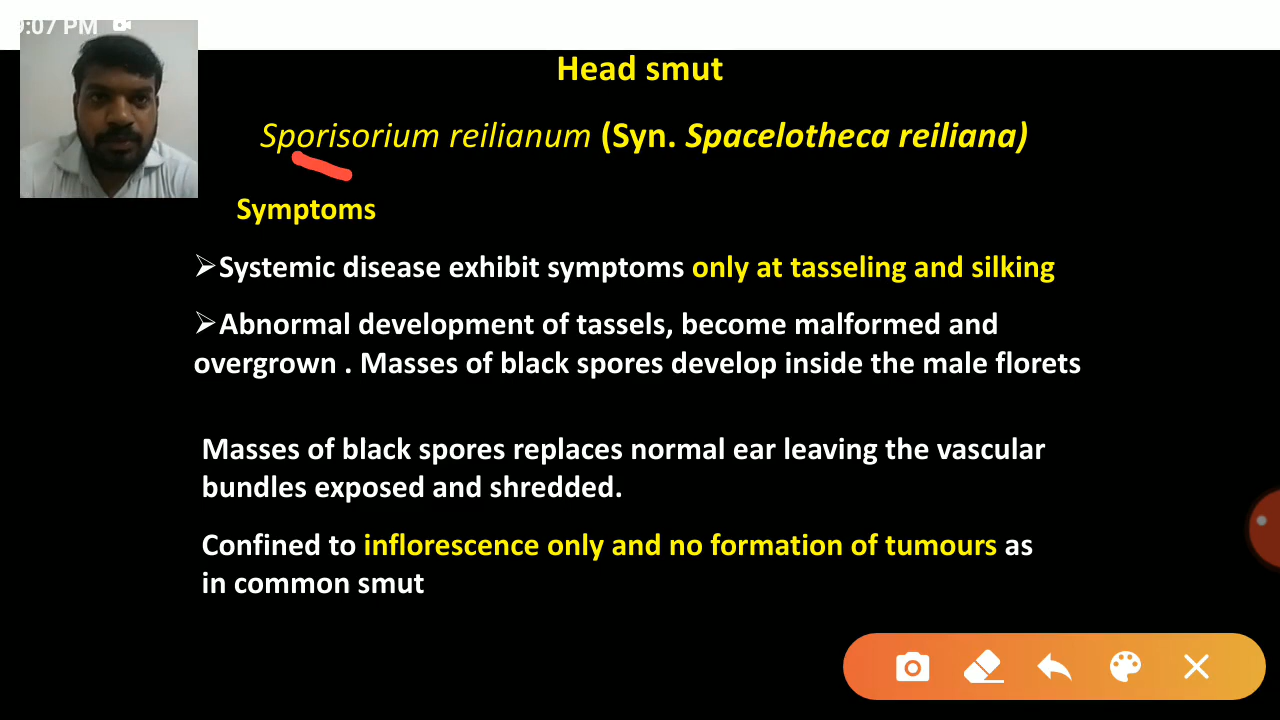 9:07 PM
Head smut
Sporisorium reilianum (Syn. Spacelotheca reiliana)
Symptoms
➢Systemic disease exhibit symptoms only at tasseling and silking
➢Abnormal development of tassels, become malformed and
overgrown . Masses of black spores develop inside the male florets
Masses of black spores replaces normal ear leaving the vascular
bundles exposed and shredded.
Confined to inflorescence only and no formation of tumours as
in common smut